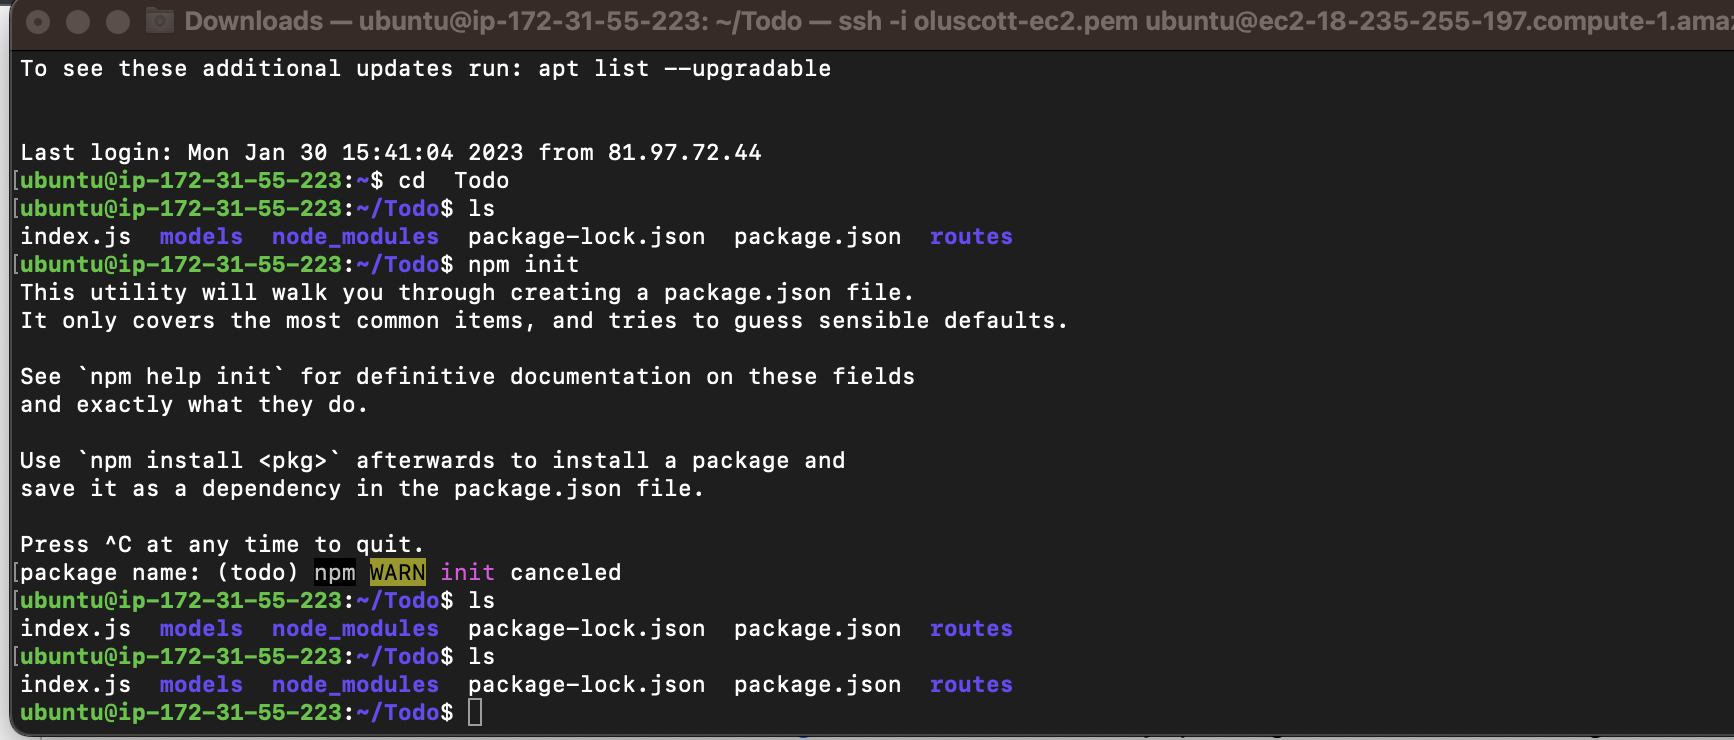 Downloads — ubuntu@ip-172-31-55-223: ~/Todo — ssh -i oluscott-ec2.pem ubuntu@ec2-18-235-255-197.compute-1.ama
To see these additional updates run: apt list --upgradable
Last login: Mon Jan 30 15:41:04 2023 from 81.97.72.44
[ubuntu@ip-172-31-55-223:~$ cd  Todo
[ubuntu@ip-172-31-55-223:~/Todo$ ls
index.js  models  node_modules  package-lock.json  package.json  routes
[ubuntu@ip-172-31-55-223:~/Todo$ npm init
This utility will walk you through creating a package.json file.
It only covers the most common items, and tries to guess sensible defaults.
See `npm help init` for definitive documentation on these fields
and exactly what they do.
Use `npm install <pkg>` afterwards to install a package and
save it as a dependency in the package.json file.
Press ^C at any time to quit.
[package name: (todo) npm WARN init canceled
[ubuntu@ip-172-31-55-223:~/Todo$ ls
index.js  models  node_modules  package-lock.json  package.json  routes
[ubuntu@ip-172-31-55-223:~/Todo$ ls
index.js  models  node_modules  package-lock.json  package.json  routes
ubuntu@ip-172-31-55-223:~/Todo$